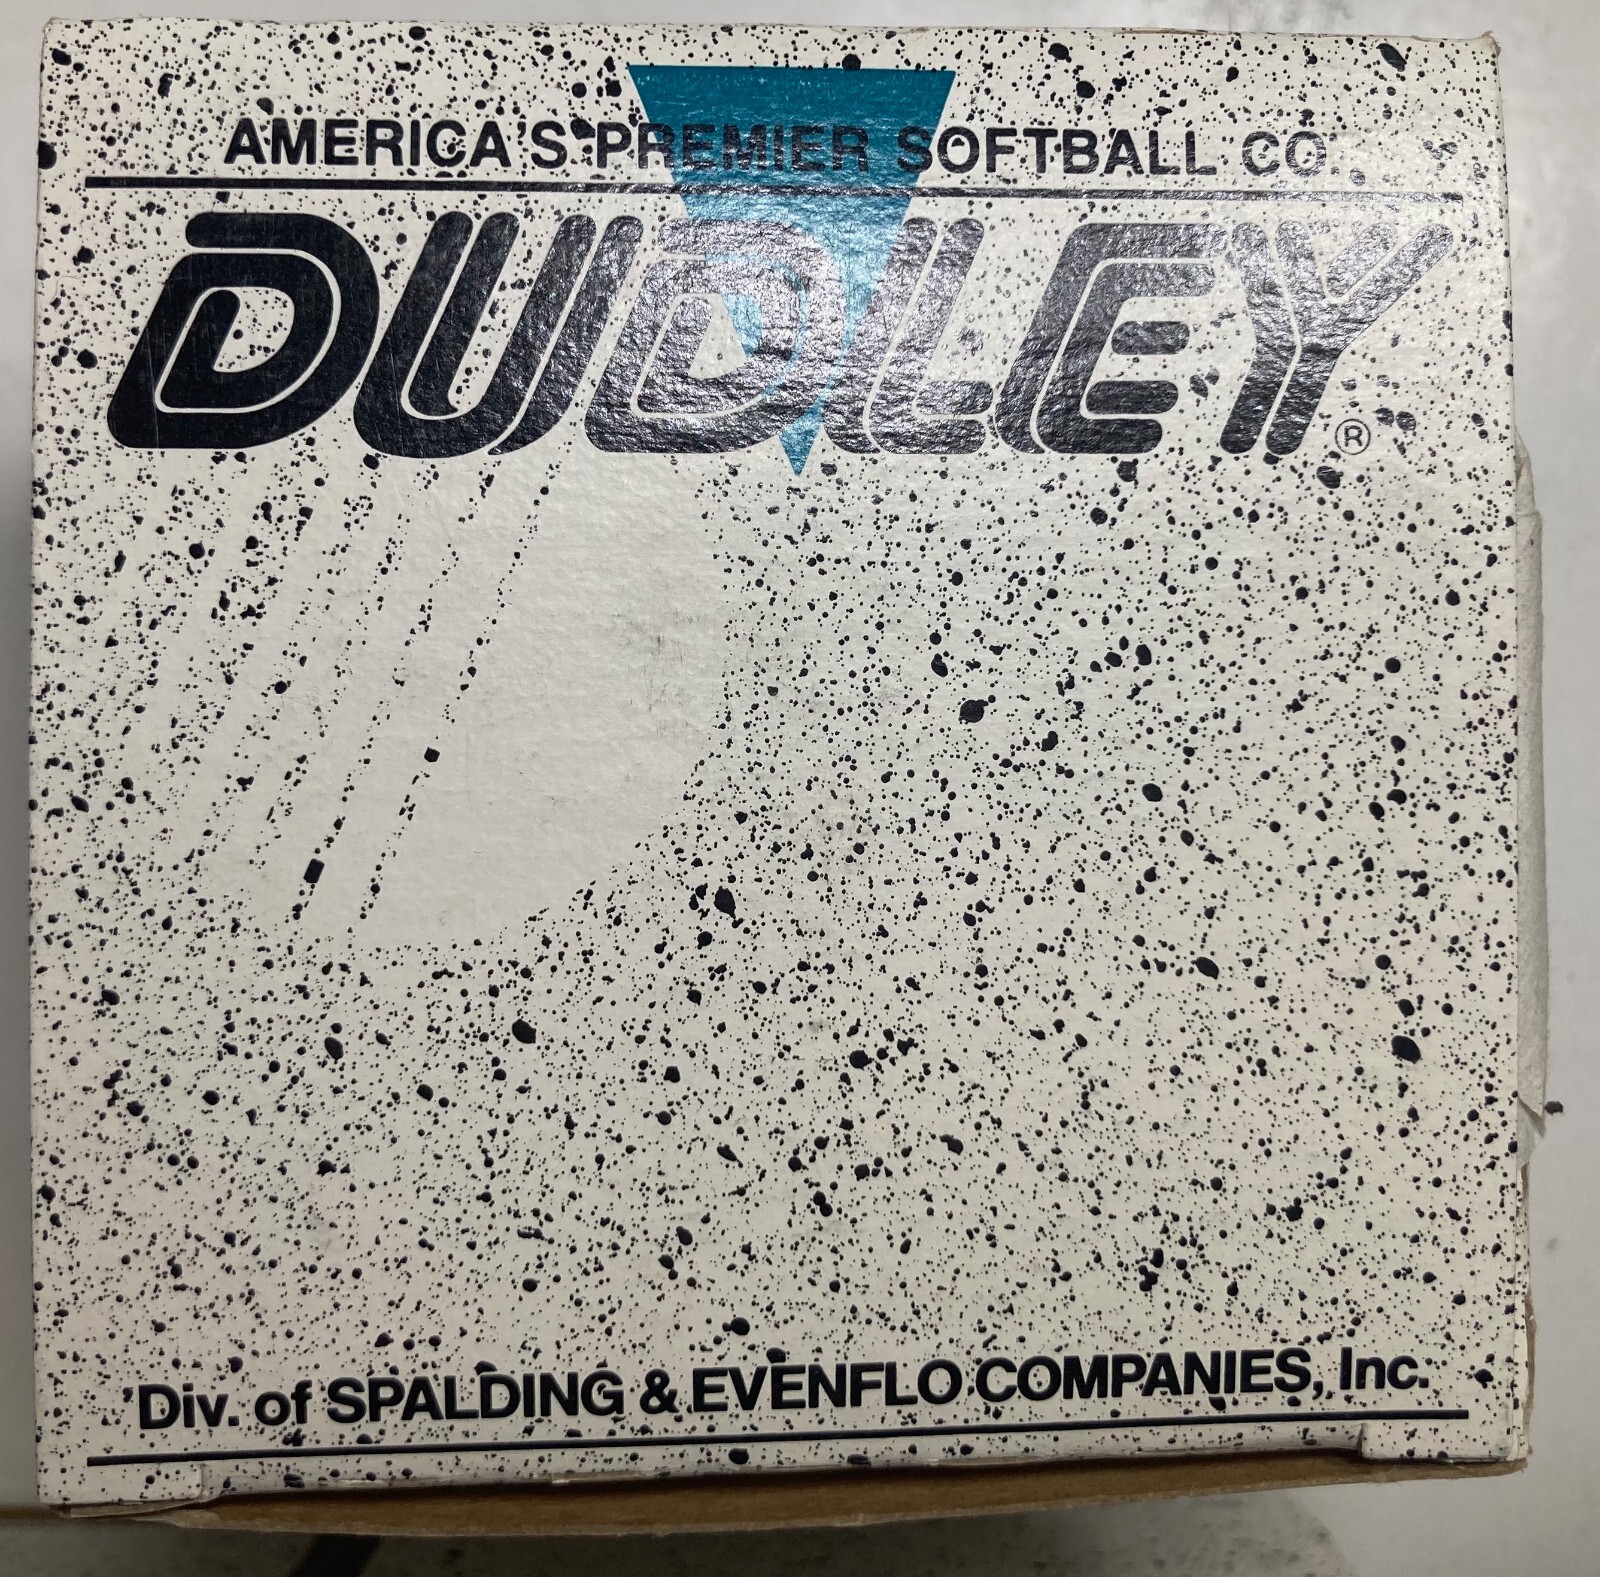 AMERICA'S PREMIER SOFTBALL CO.
DUDLEY®
Div. of SPALDING & EVENFLO COMPANIES, Inc.